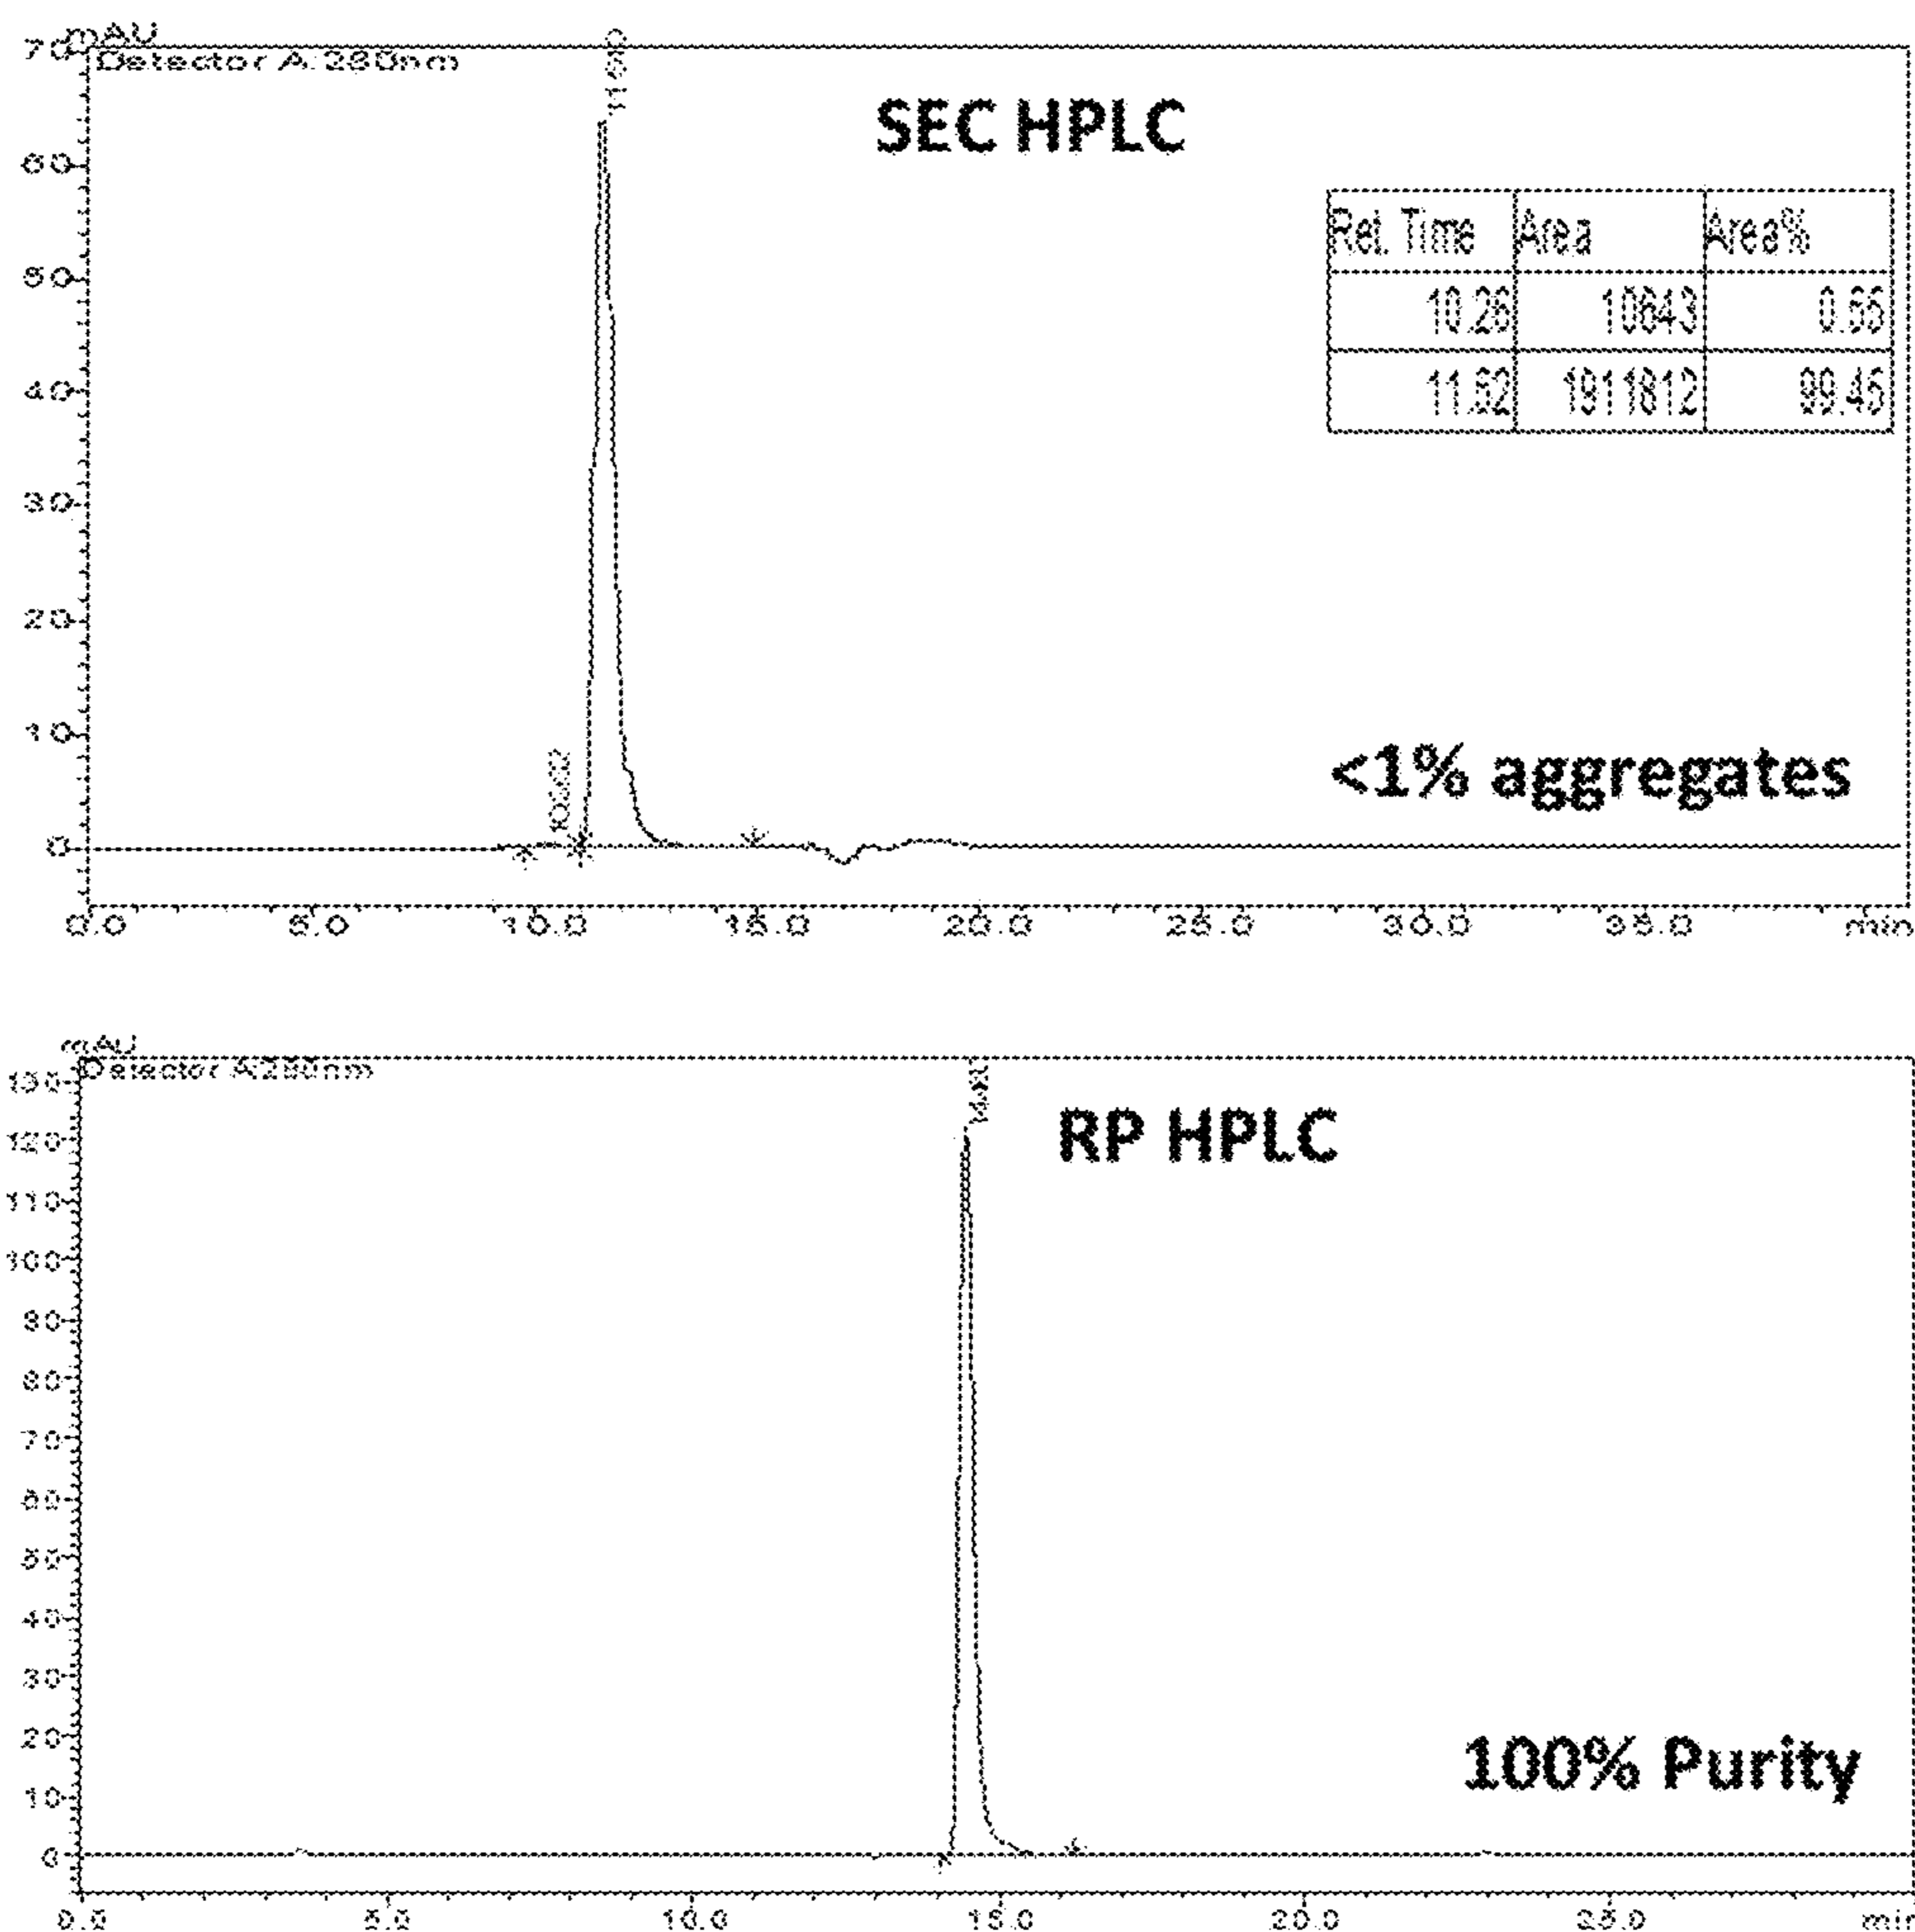 mAU
70
Detector A:280nm
SEC HPLC
60
50
40
30
20
10
0
Ret. Time Area Area%
10.26 10643 0.55
11.62 1911812 99.45
<1% aggregates
0.0 5.0 10.0 15.0 20.0 25.0 30.0 35.0 min
mAU
Detector A:280nm
RP HPLC
130
120
110
100
90
80
70
60
50
40
30
20
10
0
100% Purity
0.0 5.0 10.0 15.0 20.0 25.0 min